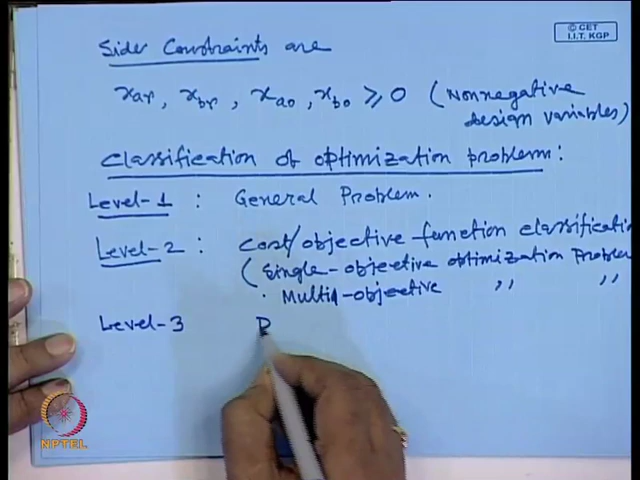 © CET
I.I.T. KGP
Side Constraints are
xar, xbr, xao, xbo ≥ 0 (Nonnegative
design variables)
Classification of optimization problem:
Level-1 : General Problem.
Level-2 : Cost/objective function classificatio
(Single-objective optimization Problem
Multi-objective ,, ,,
Level-3
NPTEL